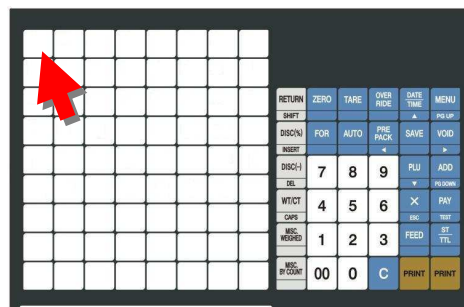 RETURN ZERO TARE OVER RIDE DATE TIME MENU
SHIFT ▲ PG UP
DISC(%) FOR AUTO PRE PACK SAVE VOID
INSERT ◀ ▶
DISC(-) 7 8 9 PLU ADD
DEL ▼ PG DOWN
WT/CT 4 5 6 X PAY
CAPS ESC TEST
MISC. WEIGHED 1 2 3 FEED ST TTL
MISC. BY COUNT 00 0 C PRINT PRINT